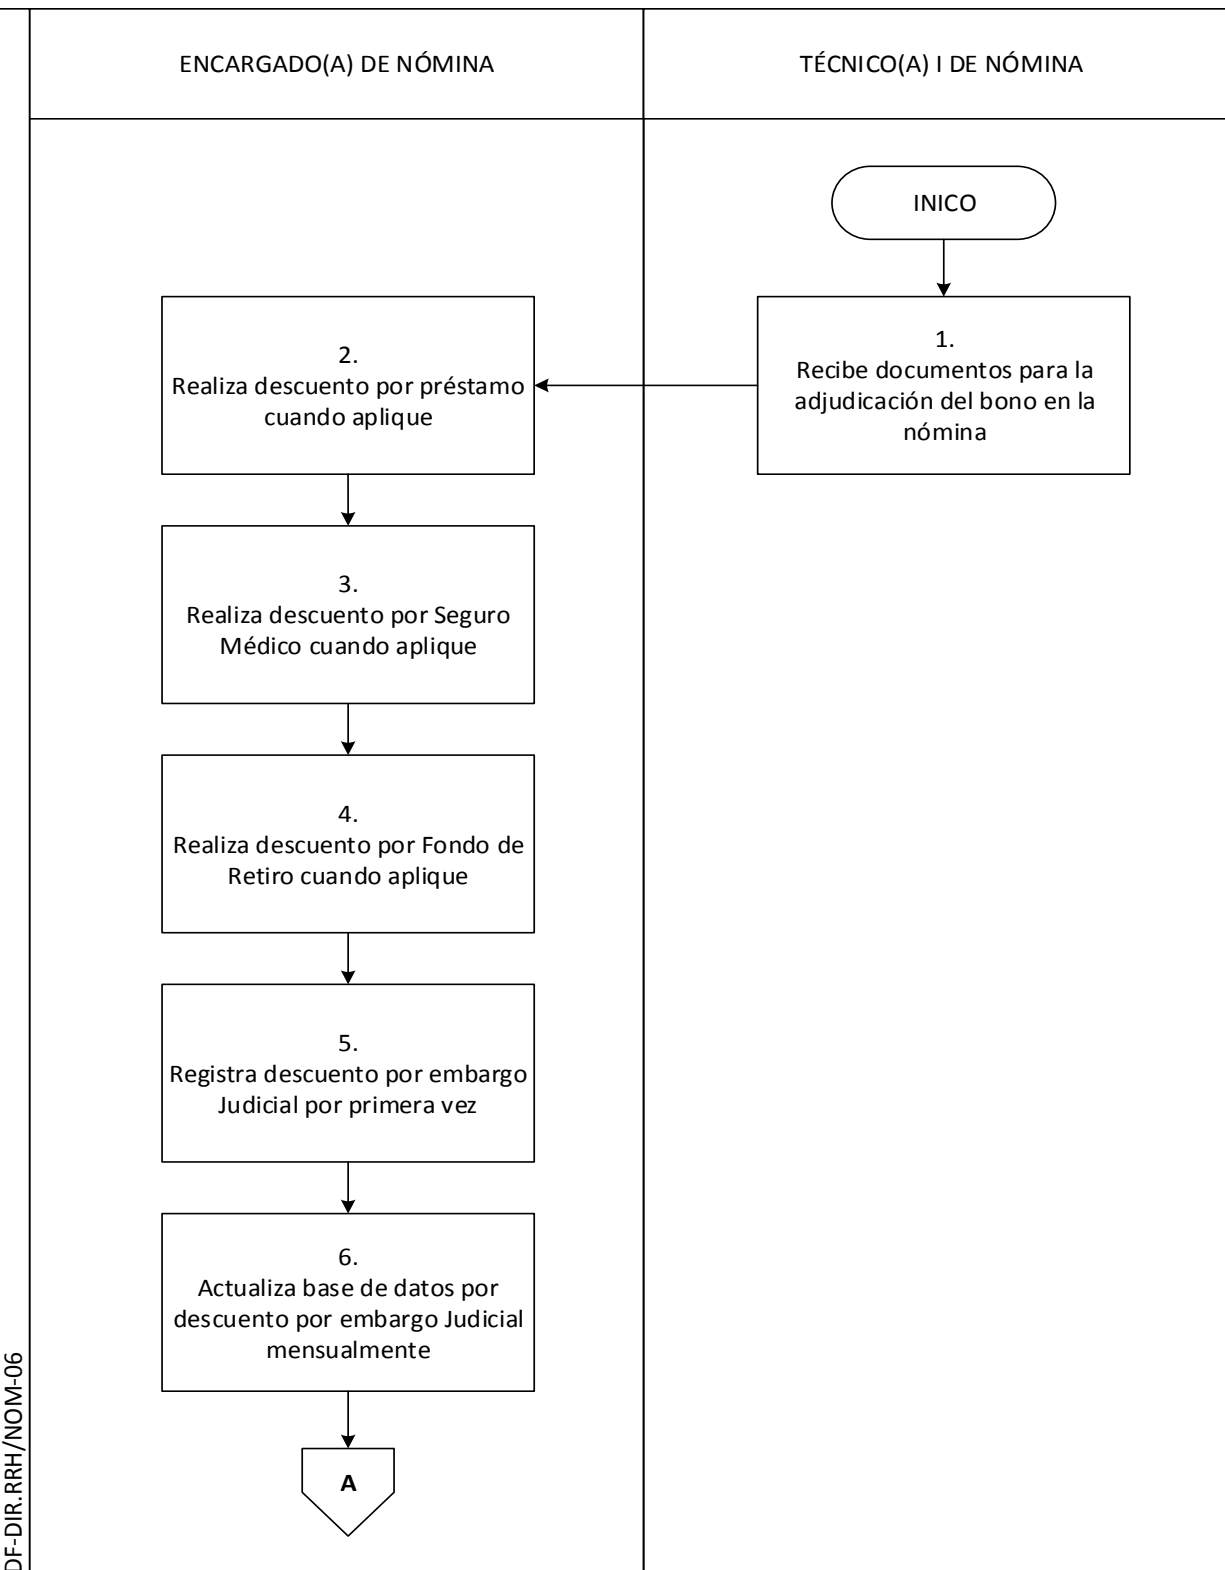 ENCARGADO(A) DE NÓMINA
TÉCNICO(A) I DE NÓMINA
INICO
1.
Recibe documentos para la
adjudicación del bono en la
nómina
2.
Realiza descuento por préstamo
cuando aplique
3.
Realiza descuento por Seguro
Médico cuando aplique
4.
Realiza descuento por Fondo de
Retiro cuando aplique
5.
Registra descuento por embargo
Judicial por primera vez
6.
Actualiza base de datos por
descuento por embargo Judicial
mensualmente
A
DF-DIR.RRH/NOM-06